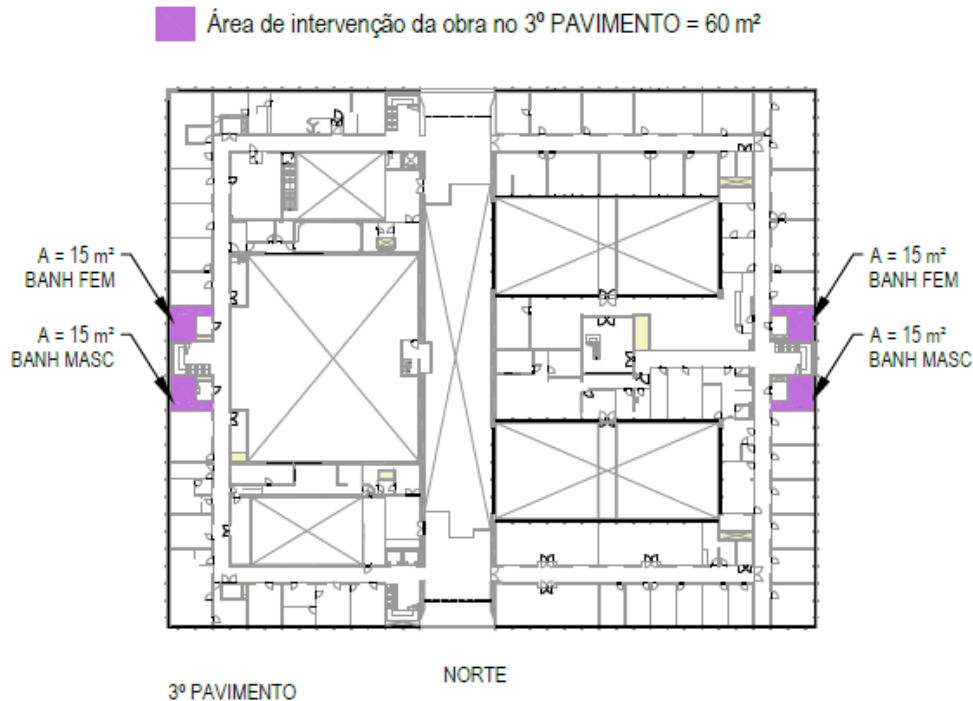 Área de intervenção da obra no 3º PAVIMENTO = 60 m²
A = 15 m²
BANH FEM
A = 15 m²
BANH MASC
A = 15 m²
BANH FEM
A = 15 m²
BANH MASC
NORTE
3º PAVIMENTO